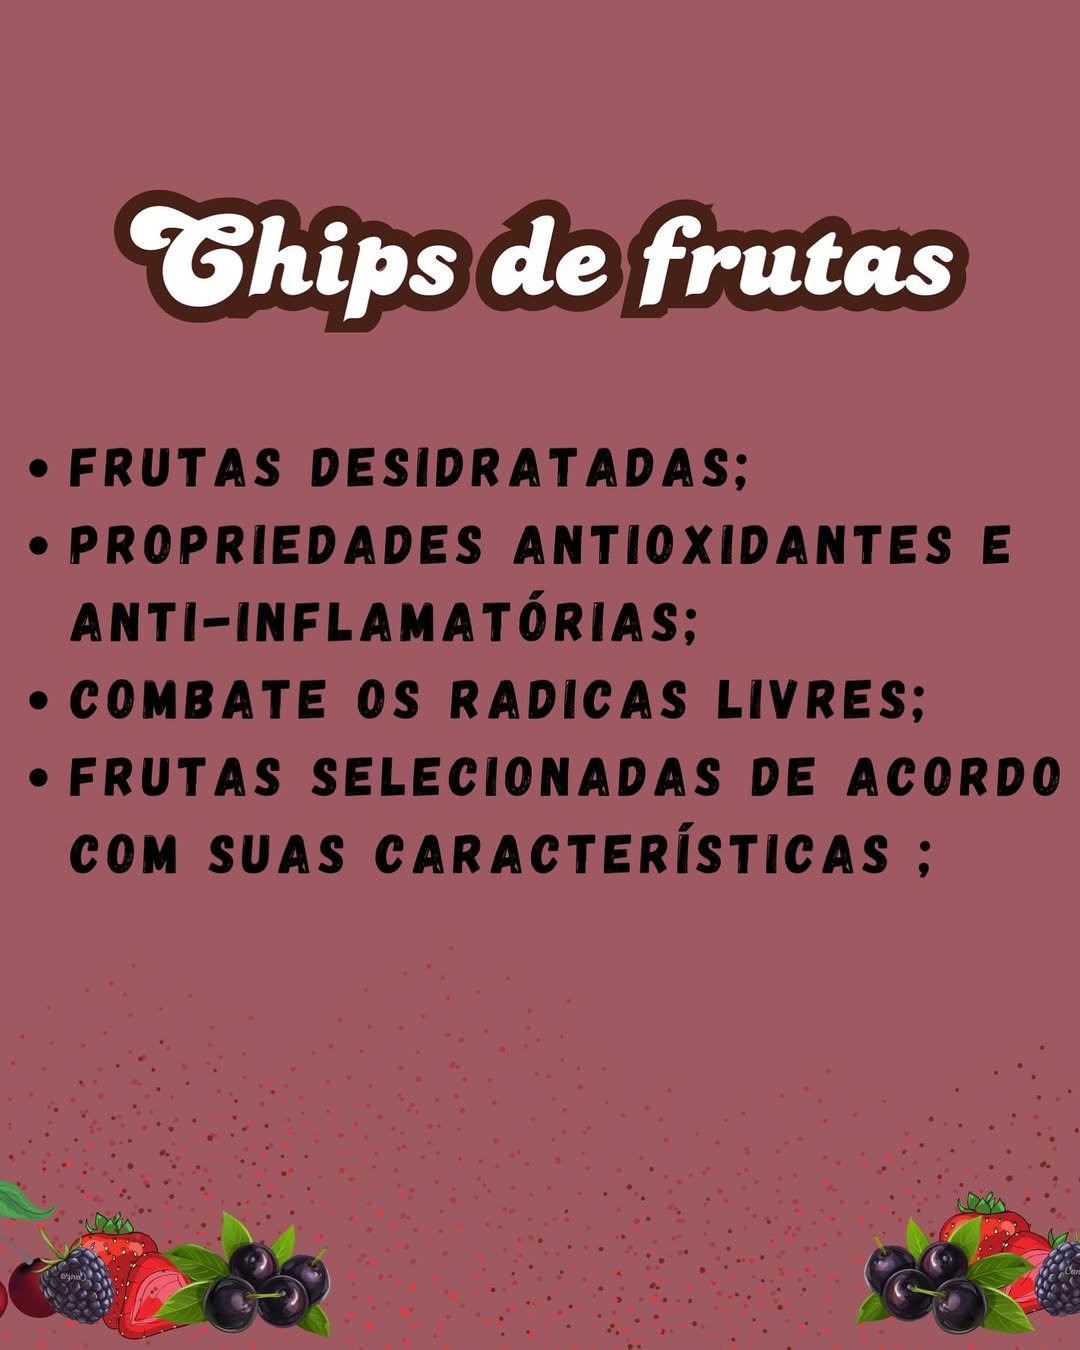 Chips de frutas
• FRUTAS DESIDRATADAS;
• PROPRIEDADES ANTIOXIDANTES E
ANTI-INFLAMATÓRIAS;
• COMBATE OS RADICAS LIVRES;
• FRUTAS SELECIONADAS DE ACORDO
COM SUAS CARACTERÍSTICAS ;